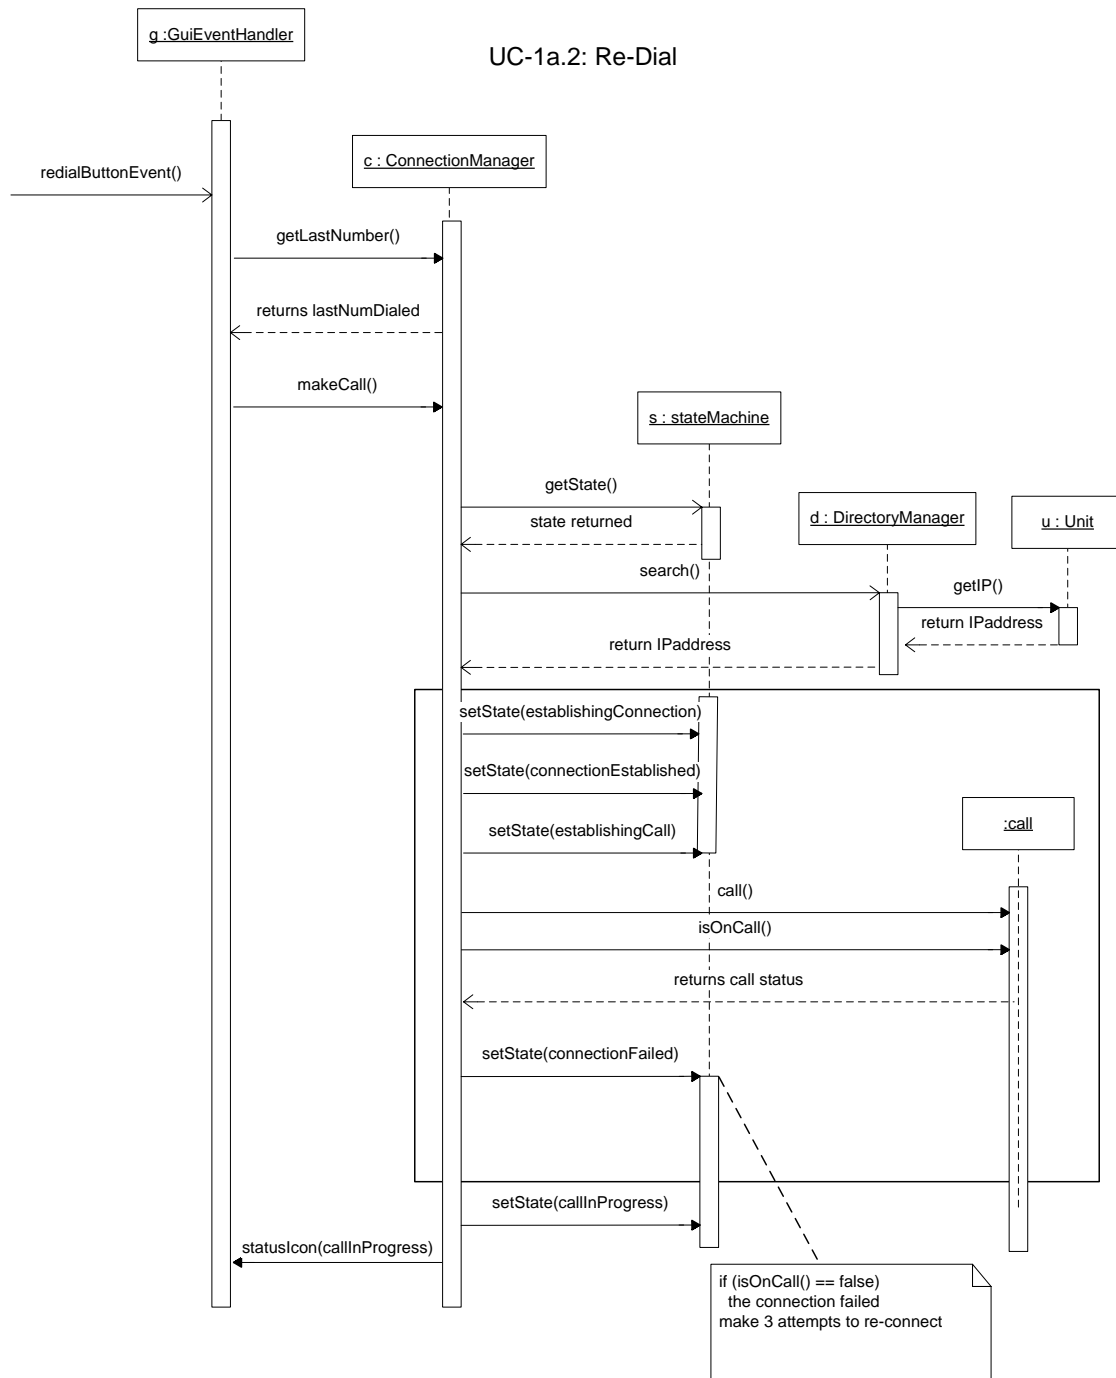 g :GuiEventHandler
UC-1a.2: Re-Dial
c : ConnectionManager
redialButtonEvent()
getLastNumber()
returns lastNumDialed
makeCall()
s : stateMachine
getState()
d : DirectoryManager
u : Unit
state returned
search()
getIP()
return IPaddress
return IPaddress
setState(establishingConnection)
setState(connectionEstablished)
setState(establishingCall)
:call
call()
isOnCall()
returns call status
setState(connectionFailed)
setState(callInProgress)
statusIcon(callInProgress)
if (isOnCall() == false)
the connection failed
make 3 attempts to re-connect